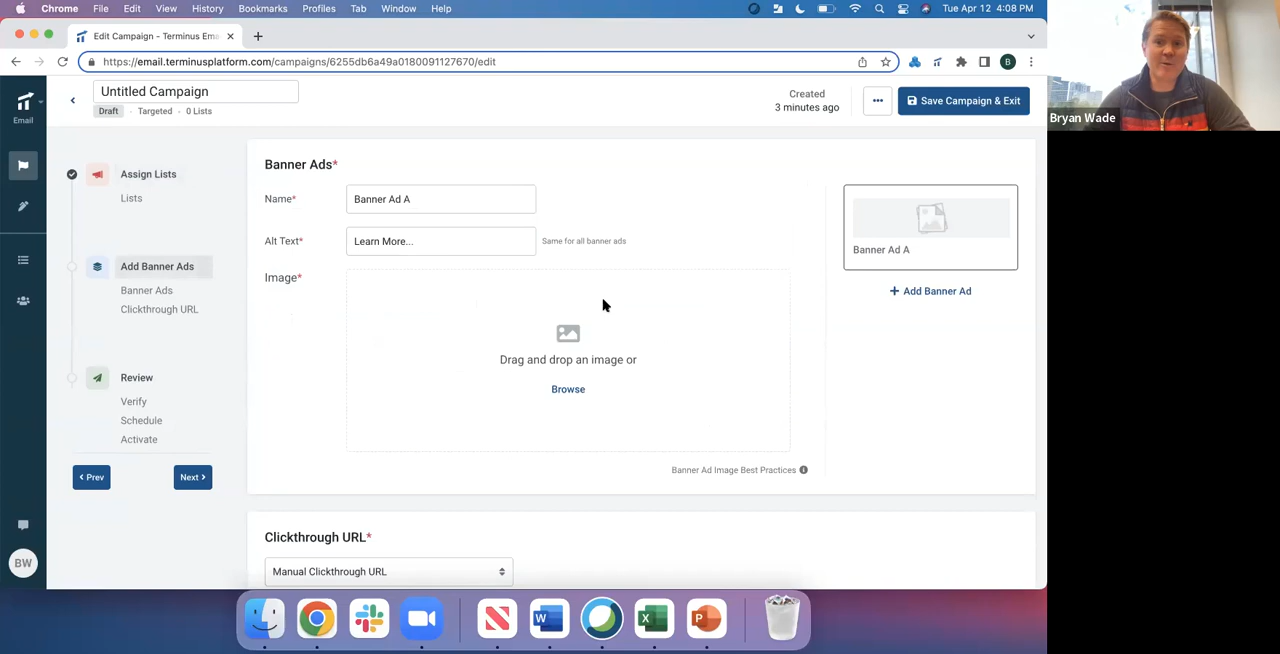 Chrome File Edit View History Bookmarks Profiles Tab Window Help Tue Apr 12 4:08 PM
Edit Campaign - Terminus Ema
https://email.terminusplatform.com/campaigns/6255db6a49a0180091127670/edit
B
Email
Untitled Campaign
Draft · Targeted · 0 Lists
Created
3 minutes ago
Save Campaign & Exit
Assign Lists
Lists
Add Banner Ads
Banner Ads
Clickthrough URL
Review
Verify
Schedule
Activate
Prev
Next
BW
Banner Ads*
Name* Banner Ad A
Alt Text* Learn More... Same for all banner ads
Image*
Drag and drop an image or
Browse
Banner Ad Image Best Practices
Banner Ad A
+ Add Banner Ad
Clickthrough URL*
Manual Clickthrough URL
W
X
P
Bryan Wade